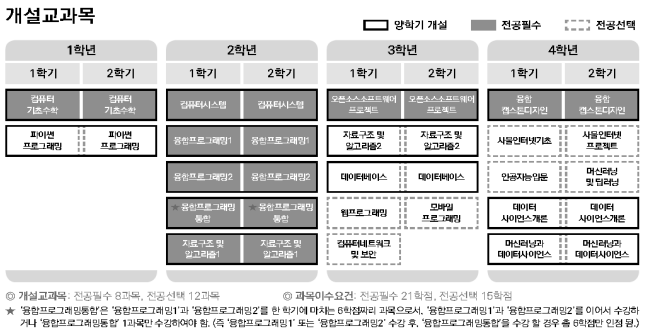 개설교과목
양학기 개설 전공필수 전공선택
1학년 2학년 3학년 4학년
1학기 2학기 1학기 2학기 1학기 2학기 1학기 2학기
컴퓨터 기초수학 컴퓨터 기초수학 컴퓨터시스템 컴퓨터시스템 오픈소스소프트웨어 프로젝트 오픈소스소프트웨어 프로젝트 융합 캡스톤디자인 융합 캡스톤디자인
파이썬 프로그래밍 파이썬 프로그래밍 융합프로그래밍1 융합프로그래밍1 자료구조 및 알고리즘2 자료구조 및 알고리즘2 사물인터넷기초 사물인터넷 프로젝트
융합프로그래밍2 융합프로그래밍2 데이터베이스 데이터베이스 인공지능입문 머신러닝 및 딥러닝
★융합프로그래밍 통합 ★융합프로그래밍 통합 웹프로그래밍 모바일 프로그래밍 데이터 사이언스개론 데이터 사이언스개론
자료구조 및 알고리즘1 자료구조 및 알고리즘1 컴퓨터네트워크 및 보안 머신러닝과 데이터사이언스 머신러닝과 데이터사이언스
◎ 개설교과목: 전공필수 8과목, 전공선택 12과목 ◎ 과목이수요건: 전공필수 21학점, 전공선택 15학점
★ '융합프로그래밍통합'은 '융합프로그래밍1'과 '융합프로그래밍2'를 한 학기에 마치는 6학점짜리 과목으로서, '융합프로그래밍1'과 '융합프로그래밍2'를 이어서 수강하
거나 '융합프로그래밍통합' 1과목만 수강하여야 함. (즉 '융합프로그래밍1' 또는 '융합프로그래밍2' 수강 후, '융합프로그래밍통합'을 수강 할 경우 총 6학점만 인정 됨.)